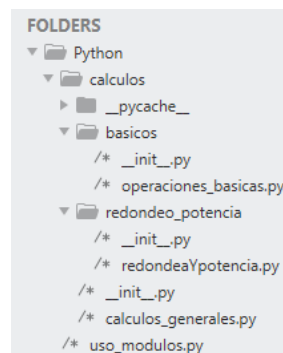 FOLDERS
Python
calculos
__pycache__
basicos
/* __init__.py
/* operaciones_basicas.py
redondeo_potencia
/* __init__.py
/* redondeaYpotencia.py
/* __init__.py
/* calculos_generales.py
/* uso_modulos.py